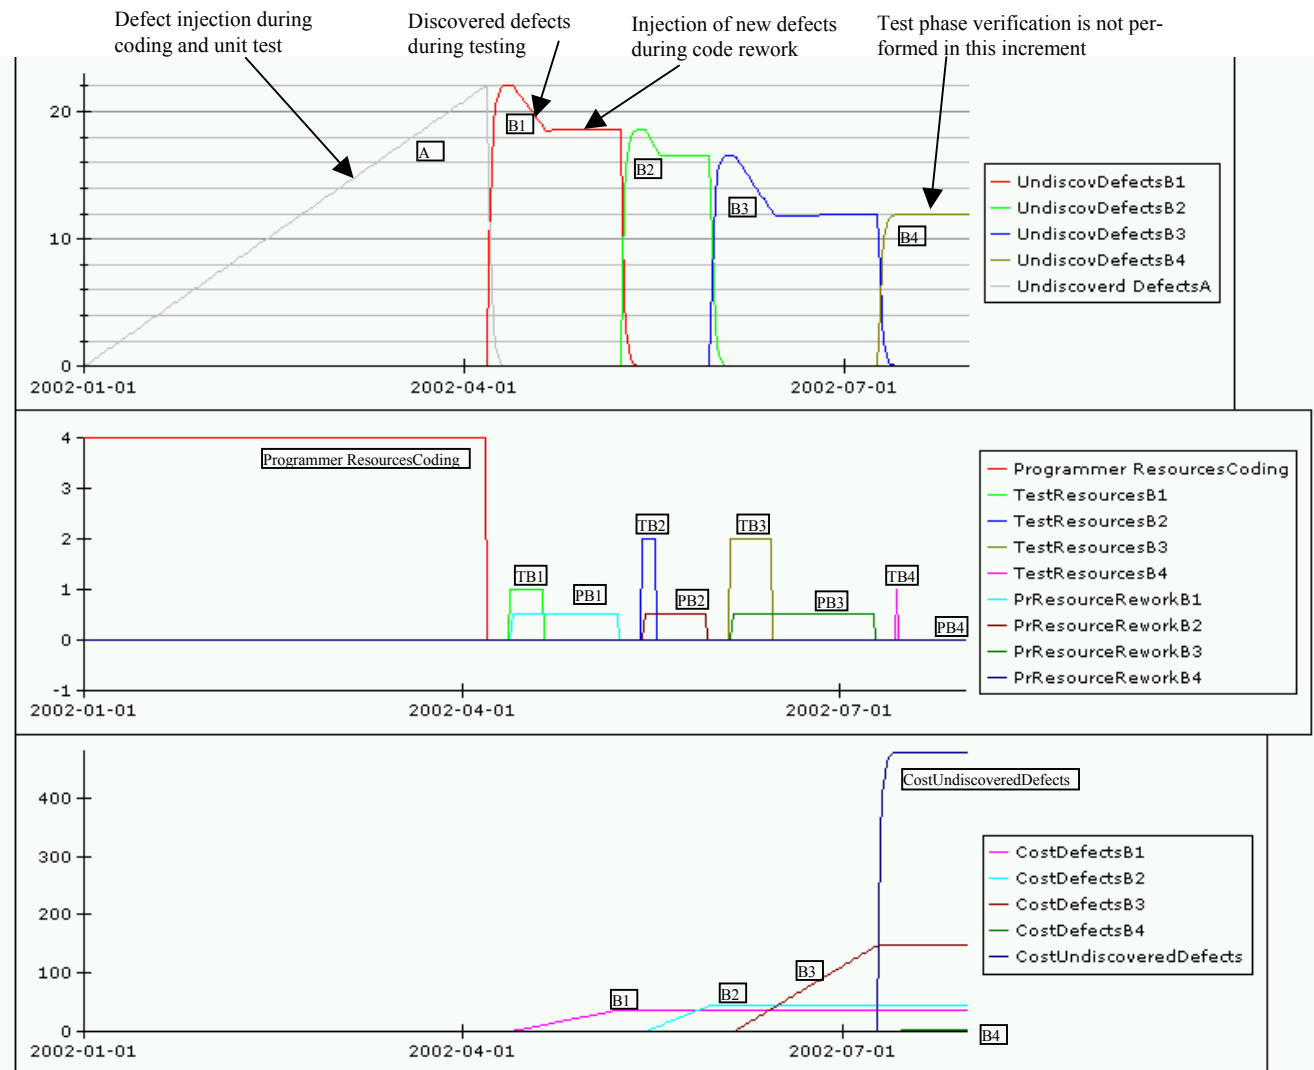 Defect injection during
coding and unit test
Discovered defects
during testing
Injection of new defects
during code rework
Test phase verification is not per-
formed in this increment
20
10
0
A
B1
B2
B3
B4
2002-01-01
2002-04-01
2002-07-01
UndiscovDefectsB1
UndiscovDefectsB2
UndiscovDefectsB3
UndiscovDefectsB4
Undiscoverd DefectsA
4
3
2
1
0
-1
Programmer ResourcesCoding
TB1
PB1
TB2
PB2
TB3
PB3
TB4
PB4
2002-01-01
2002-04-01
2002-07-01
Programmer ResourcesCoding
TestResourcesB1
TestResourcesB2
TestResourcesB3
TestResourcesB4
PrResourceReworkB1
PrResourceReworkB2
PrResourceReworkB3
PrResourceReworkB4
400
300
200
100
0
CostUndiscoveredDefects
B1
B2
B3
B4
2002-01-01
2002-04-01
2002-07-01
CostDefectsB1
CostDefectsB2
CostDefectsB3
CostDefectsB4
CostUndiscoveredDefects